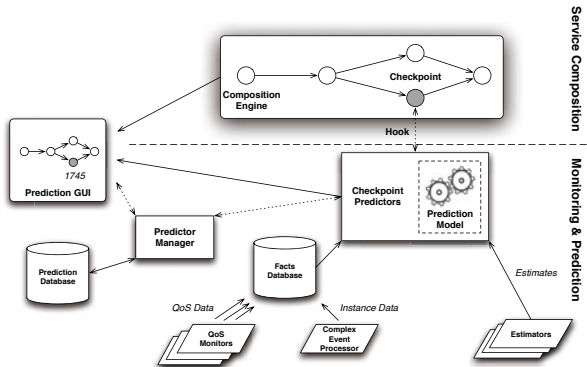 Service Composition
Composition
Engine
Checkpoint
Hook
Monitoring & Prediction
1745
Prediction GUI
Checkpoint
Predictors
Prediction
Model
Predictor
Manager
Prediction
Database
Facts
Database
Estimates
QoS Data
Instance Data
QoS
Monitors
Complex
Event
Processor
Estimators